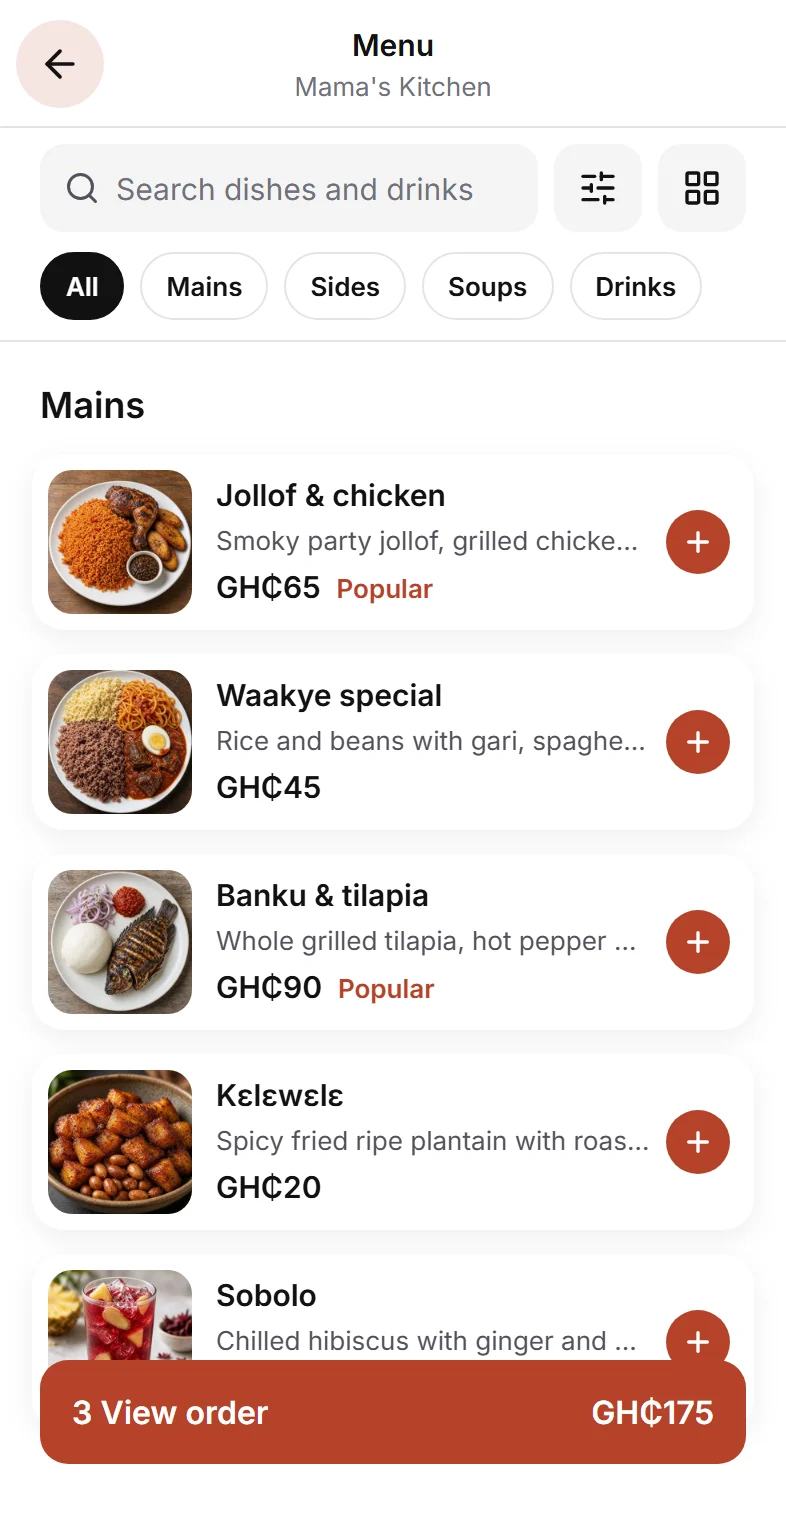 Menu
Mama's Kitchen
Search dishes and drinks
All
Mains
Sides
Soups
Drinks
Mains
Jollof & chicken
Smoky party jollof, grilled chicke...
GH₵65 Popular
Waakye special
Rice and beans with gari, spaghe...
GH₵45
Banku & tilapia
Whole grilled tilapia, hot pepper ...
GH₵90 Popular
Kɛlɛwɛlɛ
Spicy fried ripe plantain with roas...
GH₵20
Sobolo
Chilled hibiscus with ginger and ...
3 View order GH₵175